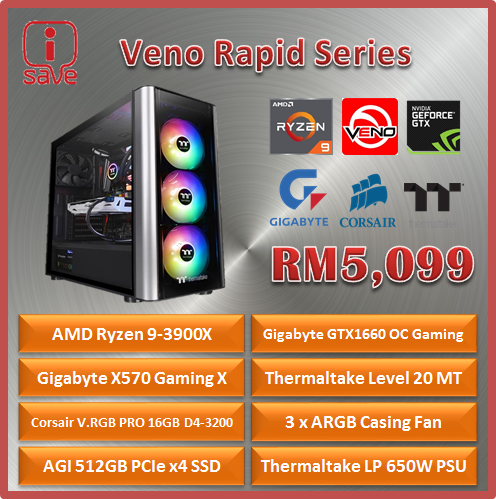 i
save
Veno Rapid Series
AMD
RYZEN
9
VENO
NVIDIA
GEFORCE
GTX
GIGABYTE
CORSAIR
thermaltake
RM5,099
AMD Ryzen 9-3900X
Gigabyte GTX1660 OC Gaming
Gigabyte X570 Gaming X
Thermaltake Level 20 MT
Corsair V.RGB PRO 16GB D4-3200
3 x ARGB Casing Fan
AGI 512GB PCIe x4 SSD
Thermaltake LP 650W PSU